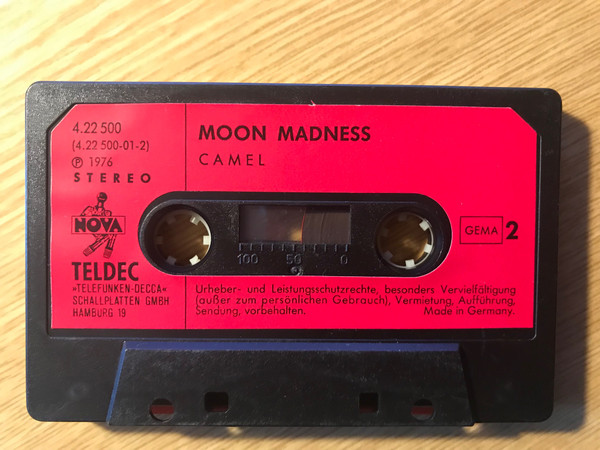 4.22 500
(4.22 500-01-2)
℗ 1976
STEREO
NOVA
TELDEC
»TELEFUNKEN-DECCA«
SCHALLPLATTEN GMBH
HAMBURG 19
MOON MADNESS
CAMEL
100 50 0
GEMA 2
Urheber- und Leistungsschutzrechte, besonders Vervielfältigung
(außer zum persönlichen Gebrauch), Vermietung, Aufführung,
Sendung, vorbehalten. Made in Germany.